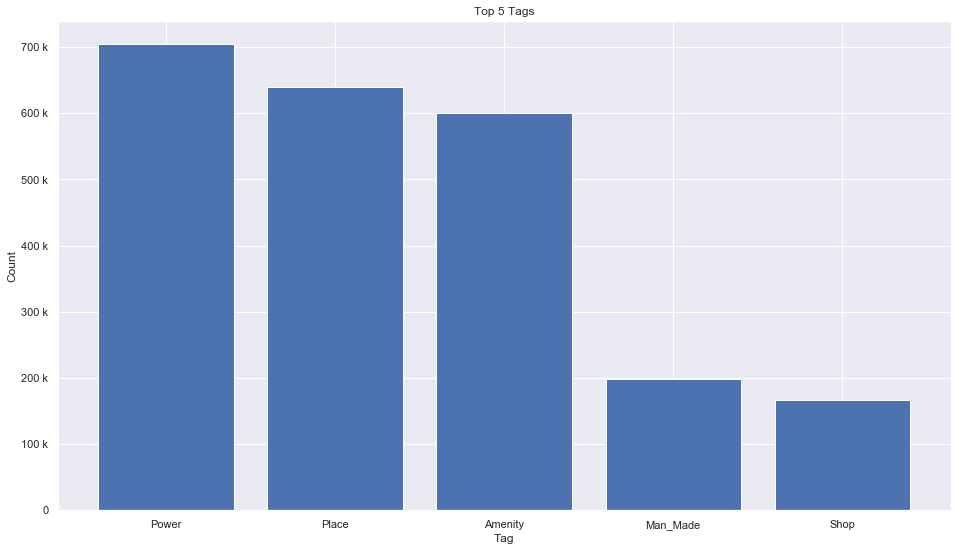 Top 5 Tags
700 k
600 k
500 k
400 k
300 k
200 k
100 k
0
Count
Power Place Amenity Man_Made Shop
Tag